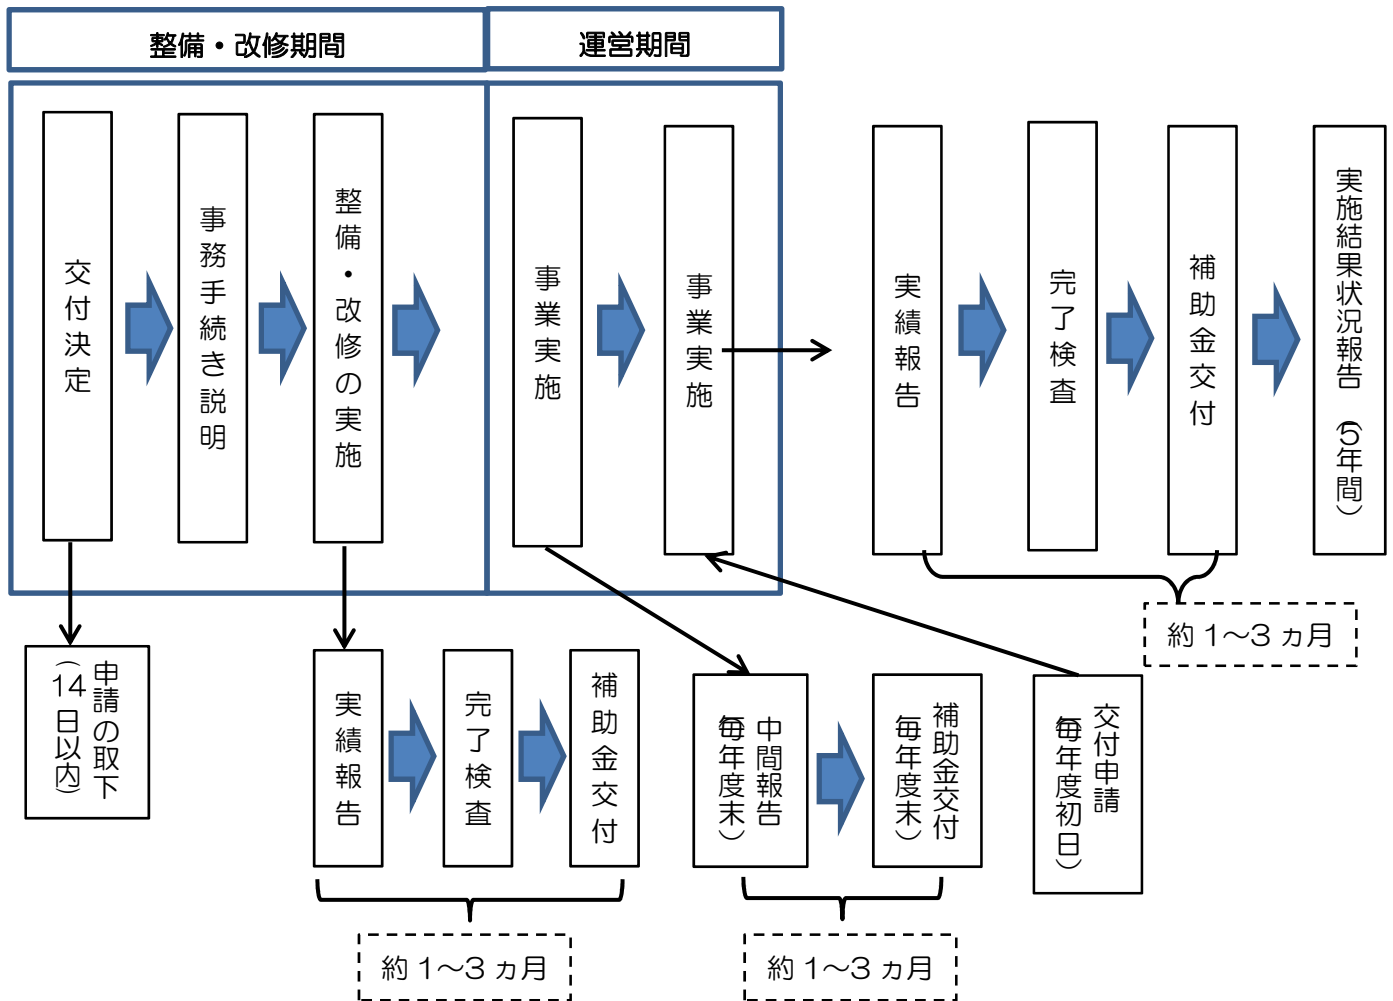 整備・改修期間
運営期間
交付決定
事務手続き説明
整備・改修の実施
事業実施
事業実施
実績報告
完了検査
補助金交付
実施結果状況報告（5年間）
約1～3ヵ月
申請の取下
（14日以内）
実績報告
完了検査
補助金交付
中間報告
（毎年度末）
補助金交付
（毎年度末）
交付申請
（毎年度初日）
約1～3ヵ月
約1～3ヵ月